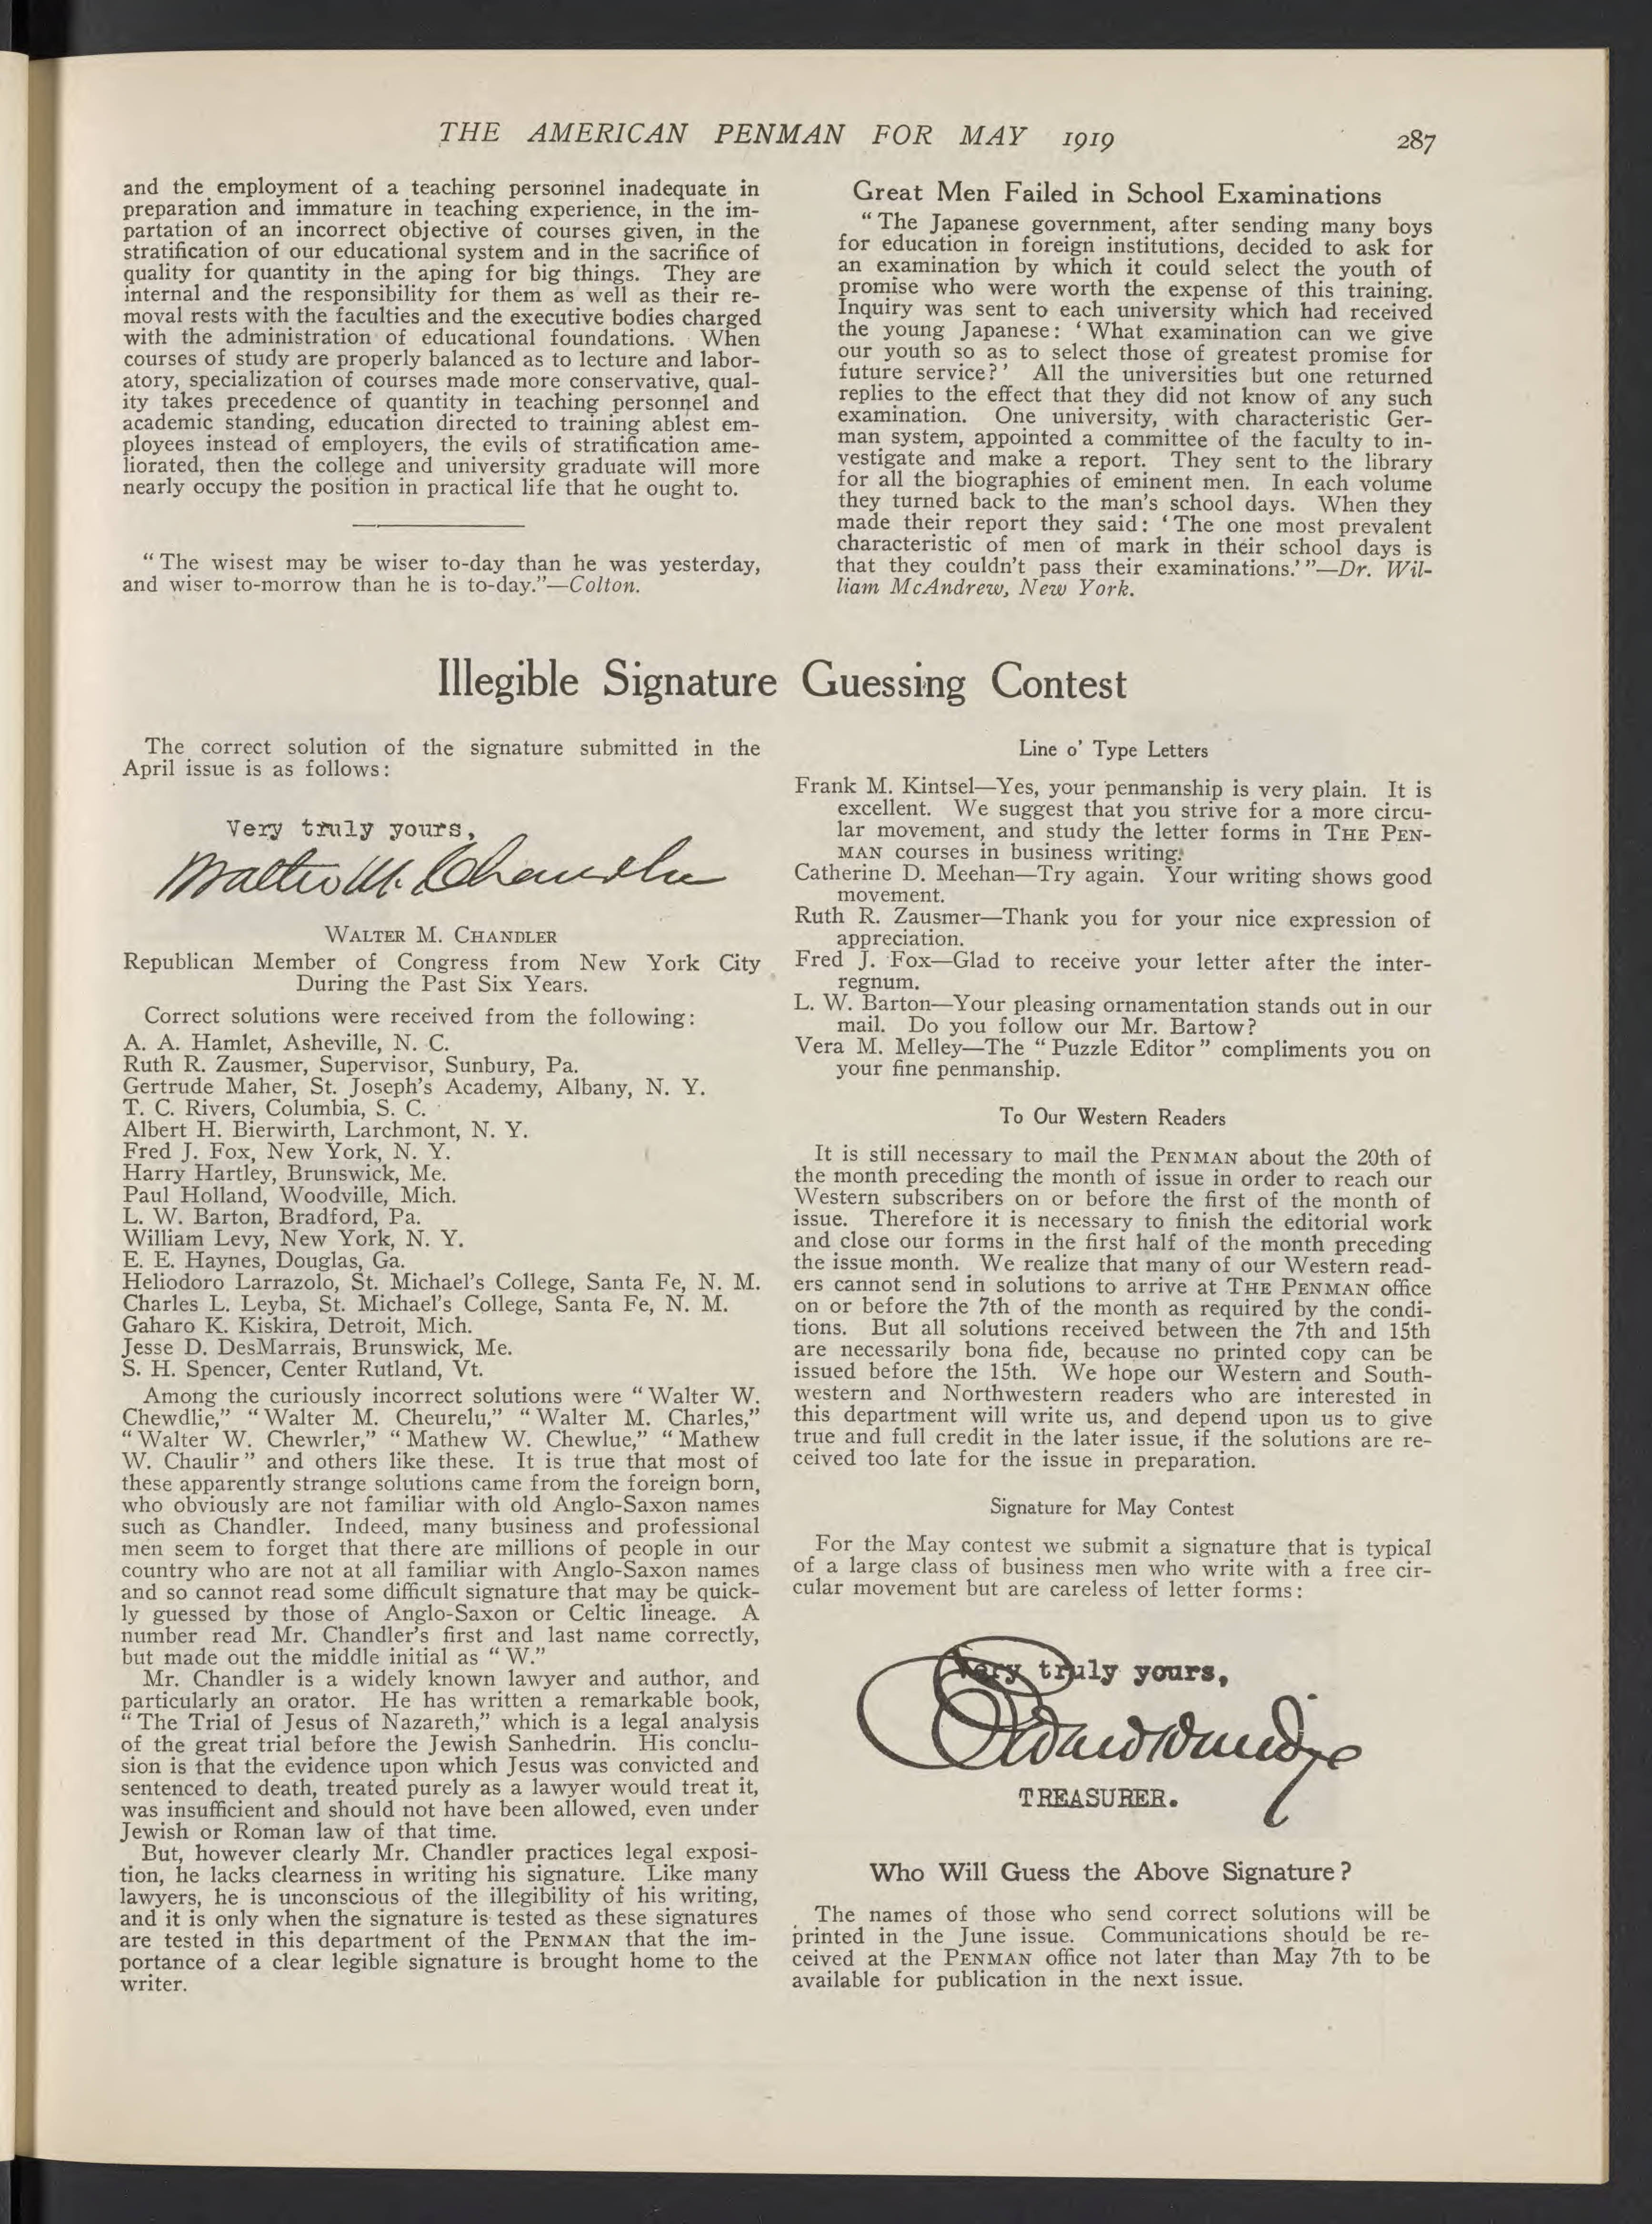 THE AMERICAN PENMAN FOR MAY 1919
287
and the employment of a teaching personnel inadequate in
preparation and immature in teaching experience, in the im-
partation of an incorrect objective of courses given, in the
stratification of our educational system and in the sacrifice of
quality for quantity in the aping for big things. They are
internal and the responsibility for them as well as their re-
moval rests with the faculties and the executive bodies charged
with the administration of educational foundations. When
courses of study are properly balanced as to lecture and labor-
atory, specialization of courses made more conservative, qual-
ity takes precedence of quantity in teaching personnel and
academic standing, education directed to training ablest em-
ployees instead of employers, the evils of stratification ame-
liorated, then the college and university graduate will more
nearly occupy the position in practical life that he ought to.
“The wisest may be wiser to-day than he was yesterday,
and wiser to-morrow than he is to-day.”—Colton.
Great Men Failed in School Examinations
“The Japanese government, after sending many boys
for education in foreign institutions, decided to ask for
an examination by which it could select the youth of
promise who were worth the expense of this training.
Inquiry was sent to each university which had received
the young Japanese: ‘What examination can we give
our youth so as to select those of greatest promise for
future service?’ All the universities but one returned
replies to the effect that they did not know of any such
examination. One university, with characteristic Ger-
man system, appointed a committee of the faculty to in-
vestigate and make a report. They sent to the library
for all the biographies of eminent men. In each volume
they turned back to the man's school days. When they
made their report they said: ‘The one most prevalent
characteristic of men of mark in their school days is
that they couldn't pass their examinations.’”—Dr. Wil-
liam McAndrew, New York.
Illegible Signature Guessing Contest
The correct solution of the signature submitted in the
April issue is as follows:
Very truly yours,
Walter M. Chandler
WALTER M. CHANDLER
Republican Member of Congress from New York City
During the Past Six Years.
Correct solutions were received from the following:
A. A. Hamlet, Asheville, N. C.
Ruth R. Zausmer, Supervisor, Sunbury, Pa.
Gertrude Maher, St. Joseph's Academy, Albany, N. Y.
T. C. Rivers, Columbia, S. C.
Albert H. Bierwirth, Larchmont, N. Y.
Fred J. Fox, New York, N. Y.
Harry Hartley, Brunswick, Me.
Paul Holland, Woodville, Mich.
L. W. Barton, Bradford, Pa.
William Levy, New York, N. Y.
E. E. Haynes, Douglas, Ga.
Heliodoro Larrazolo, St. Michael's College, Santa Fe, N. M.
Charles L. Leyba, St. Michael's College, Santa Fe, N. M.
Gaharo K. Kiskira, Detroit, Mich.
Jesse D. DesMarrais, Brunswick, Me.
S. H. Spencer, Center Rutland, Vt.
Among the curiously incorrect solutions were “Walter W.
Chewdlie,” “Walter M. Cheurelu,” “Walter M. Charles,”
“Walter W. Chewrler,” “Mathew W. Chewlue,” “Mathew
W. Chaulir” and others like these. It is true that most of
these apparently strange solutions came from the foreign born,
who obviously are not familiar with old Anglo-Saxon names
such as Chandler. Indeed, many business and professional
men seem to forget that there are millions of people in our
country who are not at all familiar with Anglo-Saxon names
and so cannot read some difficult signature that may be quick-
ly guessed by those of Anglo-Saxon or Celtic lineage. A
number read Mr. Chandler's first and last name correctly,
but made out the middle initial as “W.”
Mr. Chandler is a widely known lawyer and author, and
particularly an orator. He has written a remarkable book,
“The Trial of Jesus of Nazareth,” which is a legal analysis
of the great trial before the Jewish Sanhedrin. His conclu-
sion is that the evidence upon which Jesus was convicted and
sentenced to death, treated purely as a lawyer would treat it,
was insufficient and should not have been allowed, even under
Jewish or Roman law of that time.
But, however clearly Mr. Chandler practices legal exposi-
tion, he lacks clearness in writing his signature. Like many
lawyers, he is unconscious of the illegibility of his writing,
and it is only when the signature is tested as these signatures
are tested in this department of the PENMAN that the im-
portance of a clear legible signature is brought home to the
writer.
Line o' Type Letters
Frank M. Kintsel—Yes, your penmanship is very plain. It is
excellent. We suggest that you strive for a more circu-
lar movement, and study the letter forms in THE PEN-
MAN courses in business writing.
Catherine D. Meehan—Try again. Your writing shows good
movement.
Ruth R. Zausmer—Thank you for your nice expression of
appreciation.
Fred J. Fox—Glad to receive your letter after the inter-
regnum.
L. W. Barton—Your pleasing ornamentation stands out in our
mail. Do you follow our Mr. Bartow?
Vera M. Melley—The “Puzzle Editor” compliments you on
your fine penmanship.
To Our Western Readers
It is still necessary to mail the PENMAN about the 20th of
the month preceding the month of issue in order to reach our
Western subscribers on or before the first of the month of
issue. Therefore it is necessary to finish the editorial work
and close our forms in the first half of the month preceding
the issue month. We realize that many of our Western read-
ers cannot send in solutions to arrive at THE PENMAN office
on or before the 7th of the month as required by the condi-
tions. But all solutions received between the 7th and 15th
are necessarily bona fide, because no printed copy can be
issued before the 15th. We hope our Western and South-
western and Northwestern readers who are interested in
this department will write us, and depend upon us to give
true and full credit in the later issue, if the solutions are re-
ceived too late for the issue in preparation.
Signature for May Contest
For the May contest we submit a signature that is typical
of a large class of business men who write with a free cir-
cular movement but are careless of letter forms:
Very truly yours,
TREASURER.
Who Will Guess the Above Signature?
The names of those who send correct solutions will be
printed in the June issue. Communications should be re-
ceived at the PENMAN office not later than May 7th to be
available for publication in the next issue.